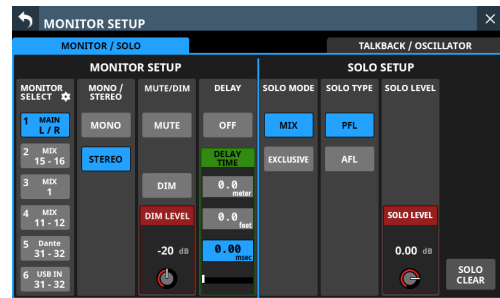 MONITOR SETUP
MONITOR / SOLO
TALKBACK / OSCILLATOR
MONITOR SETUP
SOLO SETUP
MONITOR
SELECT
MONO /
STEREO
MUTE/DIM
DELAY
SOLO MODE
SOLO TYPE
SOLO LEVEL
1 MAIN
L / R
MONO
MUTE
OFF
MIX
PFL
2 MIX
15 - 16
STEREO
DELAY
TIME
EXCLUSIVE
AFL
3 MIX
1
DIM
0.0
meter
4 MIX
11 - 12
DIM LEVEL
0.0
feet
SOLO LEVEL
5 Dante
31 - 32
-20 dB
0.00
msec
0.00 dB
6 USB IN
31 - 32
SOLO
CLEAR